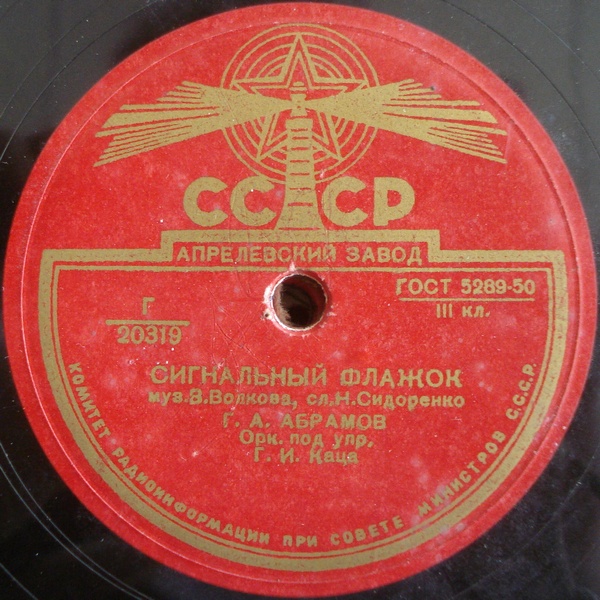 СССР
АПРЕЛЕВСКИЙ ЗАВОД
ГОСТ 5289-50
III кл.
Г
20319
СИГНАЛЬНЫЙ ФЛАЖОК
муз.В.Волкова, сл.Н.Сидоренко
Г. А. АБРАМОВ
Орк. под упр.
Г. И. Каца
КОМИТЕТ РАДИОИНФОРМАЦИИ ПРИ СОВЕТЕ МИНИСТРОВ С.С.С.Р.